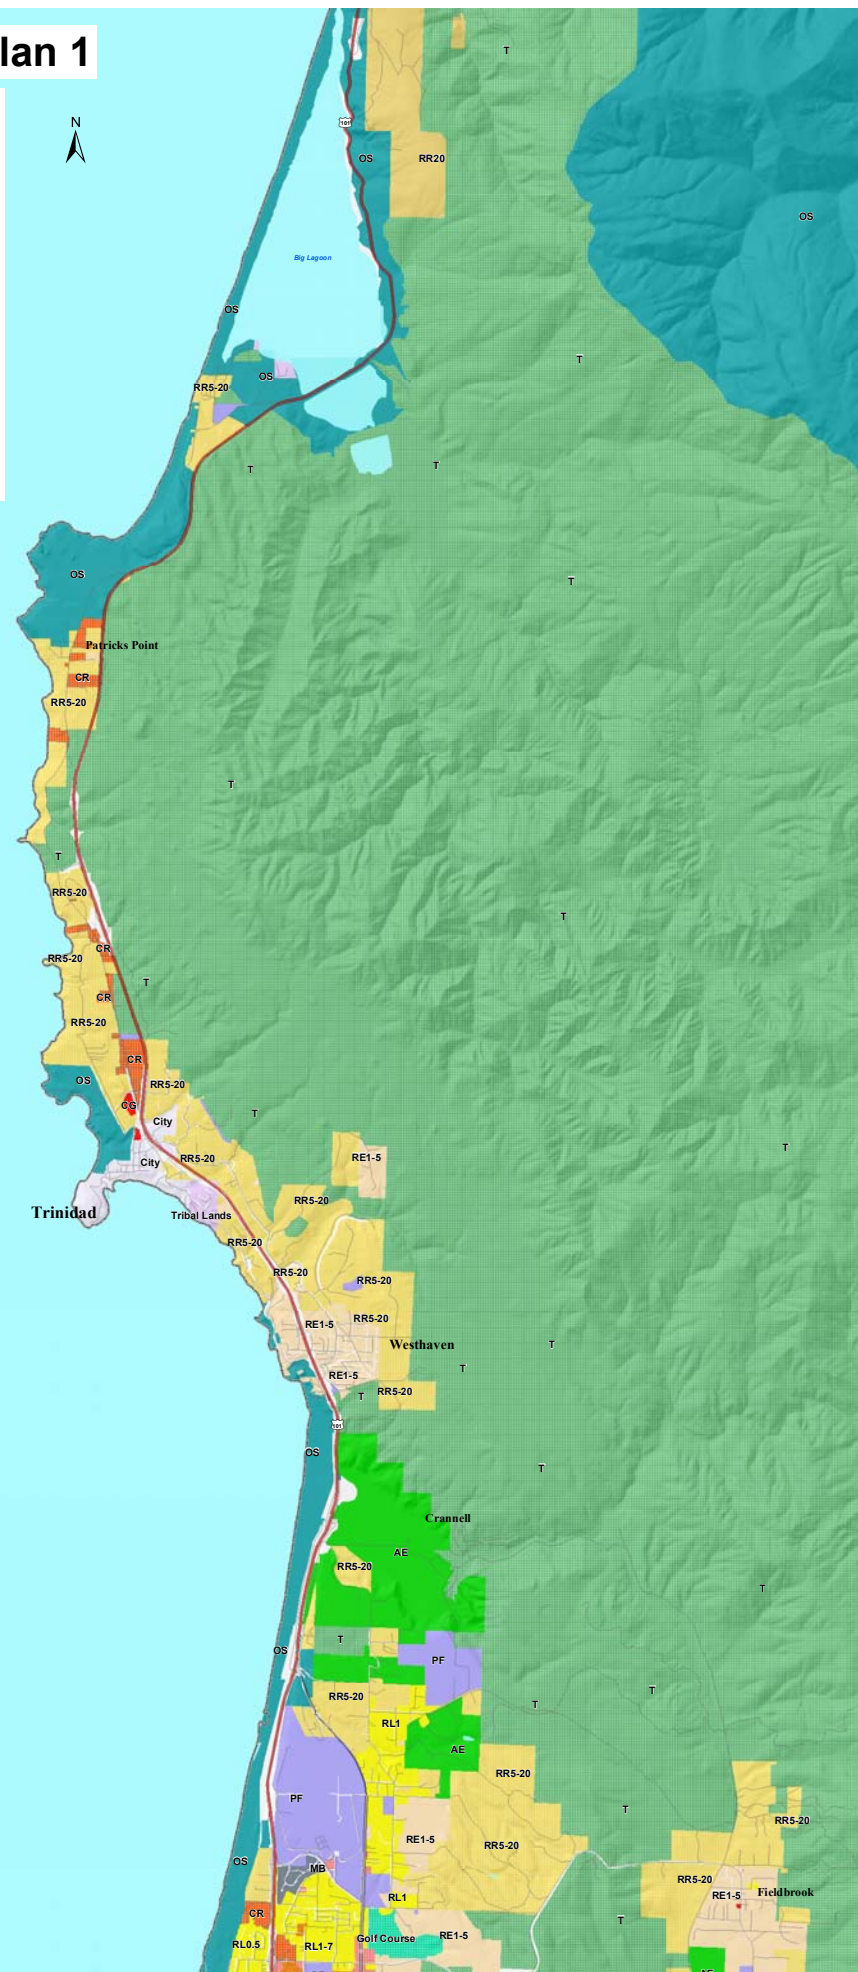 lan 1
N
T
101
OS
RR20
OS
Big Lagoon
OS
T
OS
RR5-20
T
T
OS
T
Patricks Point
CR
RR5-20
T
T
RR5-20
T
CR
RR5-20
T
CR
RR5-20
CR
OS
RR5-20
CG
T
City
T
City
RR5-20
RE1-5
RR5-20
Trinidad
Tribal Lands
RR5-20
RR5-20
RR5-20
RR5-20
RE1-5
Westhaven
T
T
RE1-5
RR5-20
T
101
OS
T
Crannell
AE
RR5-20
T
T
OS
PF
T
RR5-20
T
RL1
AE
RR5-20
PF
T
RR5-20
RE1-5
RR5-20
OS
MB
RR5-20
RE1-5
Fieldbrook
RL1
CR
T
RL0.5
RL1-7
Golf Course
RE1-5